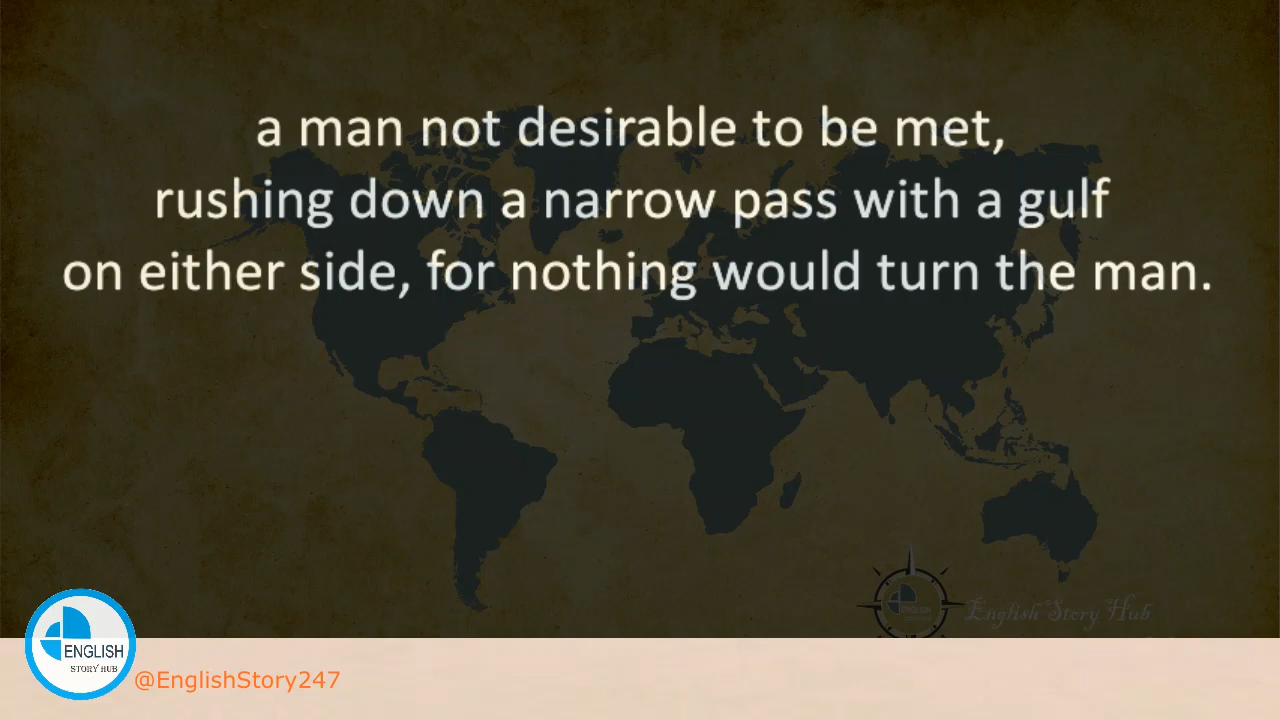 a man not desirable to be met,
rushing down a narrow pass with a gulf
on either side, for nothing would turn the man.
English Story Hub
ENGLISH
STORY HUB
@EnglishStory247